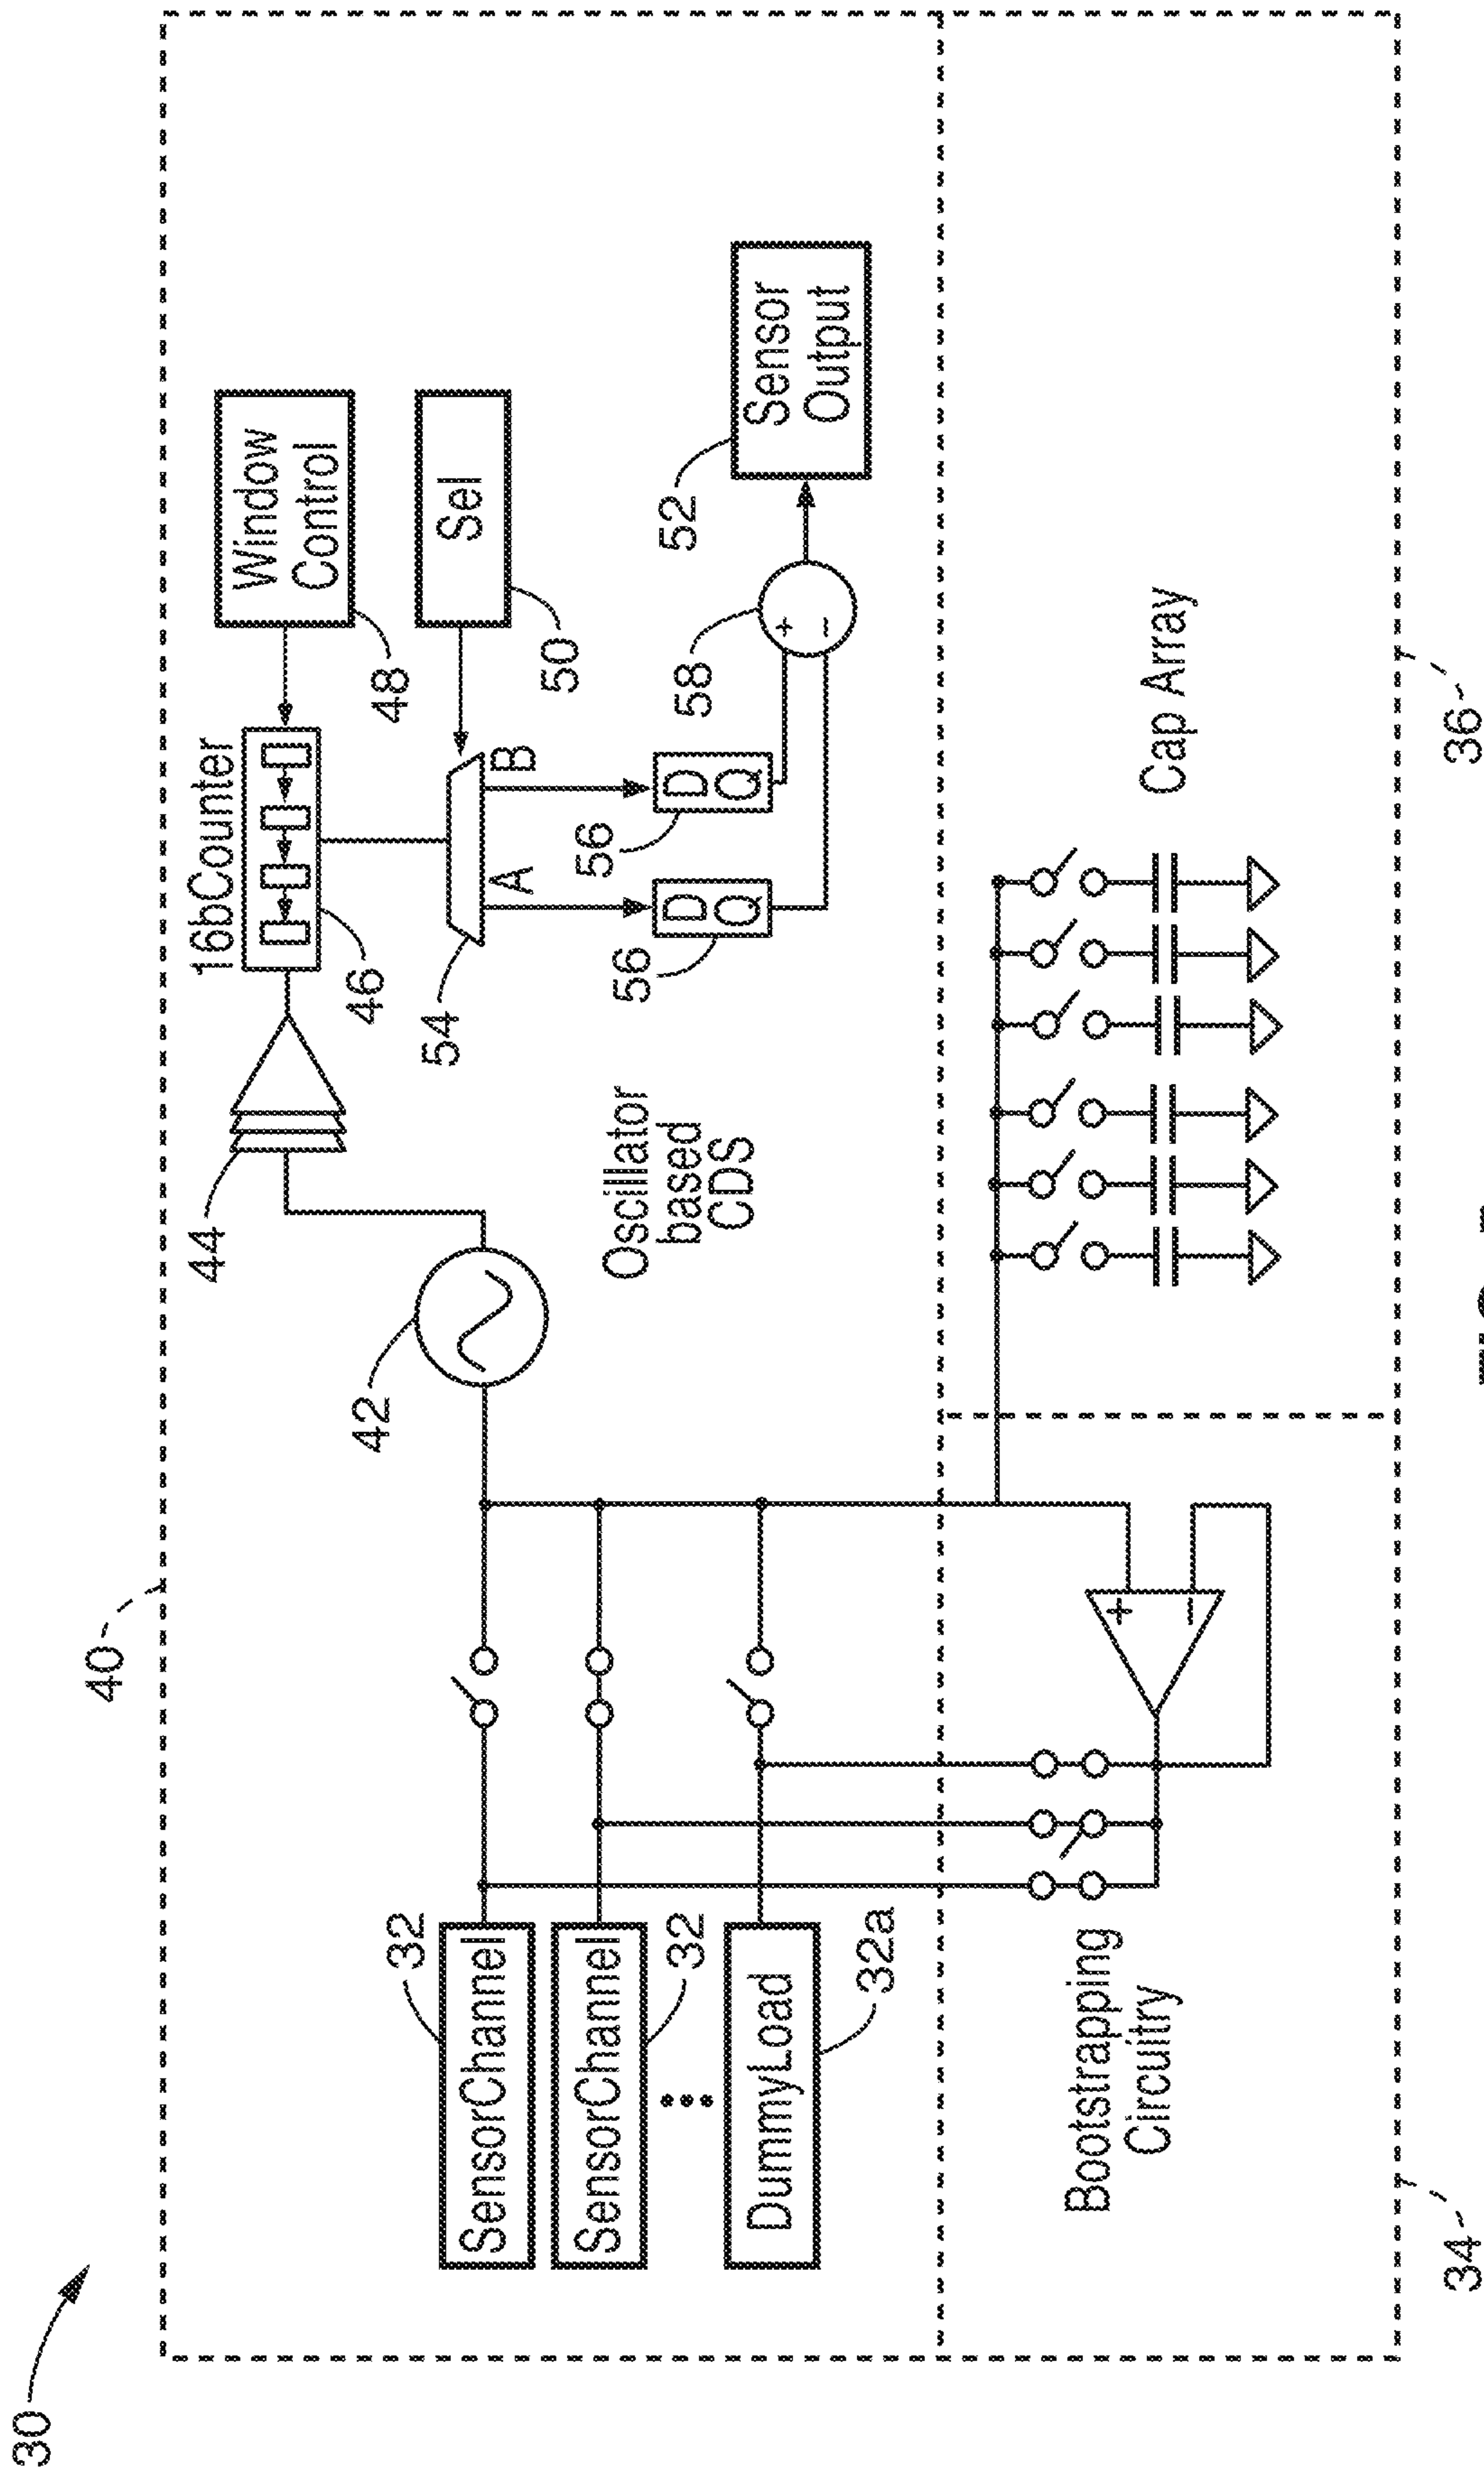 30
40
44
16bCounter
46
Window
Control
48
Sel
50
42
54
A
B
56
D
Q
56
D
Q
58
+
−
52
Sensor
Output
Oscillator
based
CDS
32
SensorChannel
SensorChannel
32
DummyLoad
32a
Bootstrapping
Circuitry
+
−
Cap Array
34
36